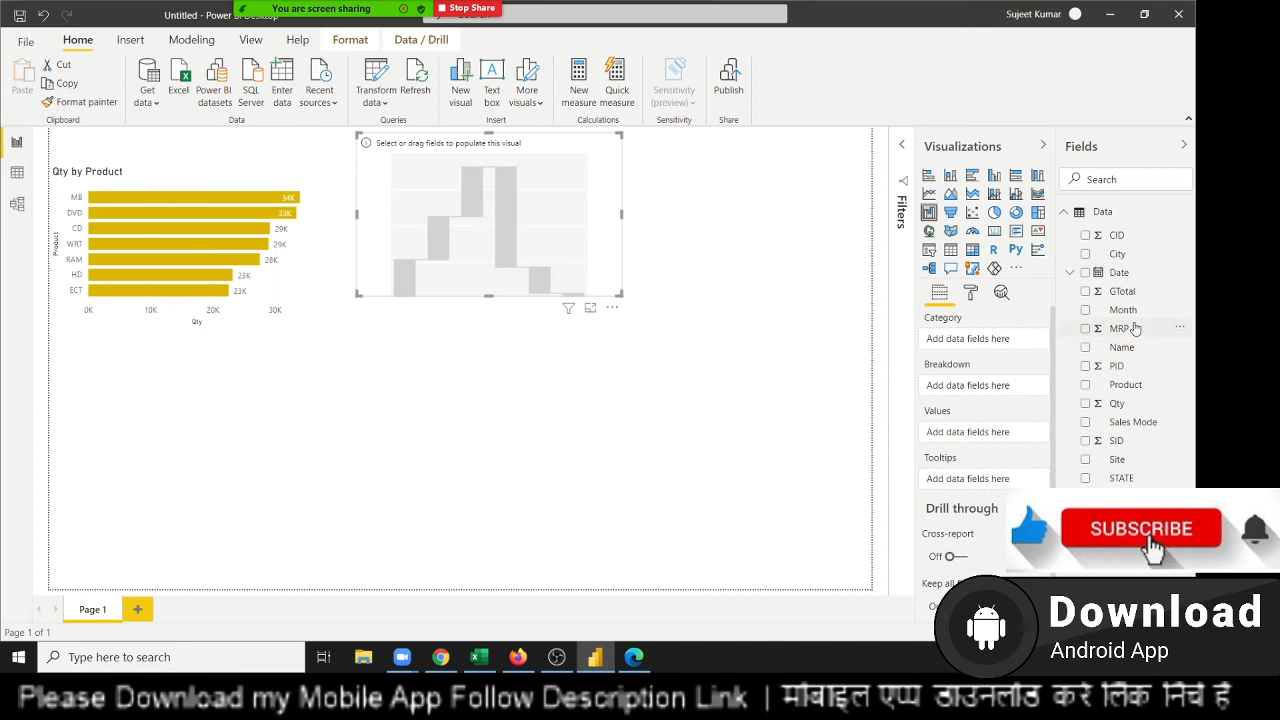 Untitled - Power BI Desktop
You are screen sharing
Stop Share
Search
Sujeet Kumar
File
Home
Insert
Modeling
View
Help
Format
Data / Drill
Paste
Cut
Copy
Format painter
Clipboard
Get data
Excel
Power BI datasets
SQL Server
Enter data
Recent sources
Data
Transform data
Refresh
Queries
New visual
Text box
More visuals
Insert
New measure
Quick measure
Calculations
Sensitivity (preview)
Sensitivity
Publish
Share
Qty by Product
Product
MB 34K
DVD 33K
CD 29K
WRT 29K
RAM 28K
HD 23K
ECT 23K
0K 10K 20K 30K
Qty
Select or drag fields to populate this visual
Filters
Visualizations
R
Py
Category
Add data fields here
Breakdown
Add data fields here
Values
Add data fields here
Tooltips
Add data fields here
Drill through
Cross-report
Off
Fields
Search
Data
CID
City
Date
GTotal
Month
MRP
Name
PID
Product
Qty
Sales Mode
SID
Site
STATE
SUBSCRIBE
Download
Android App
Page 1
Page 1 of 1
Type here to search
Please Download my Mobile App Follow Description Link | मोबाइल एप्प डाउनलोड करे लिंक निचे है